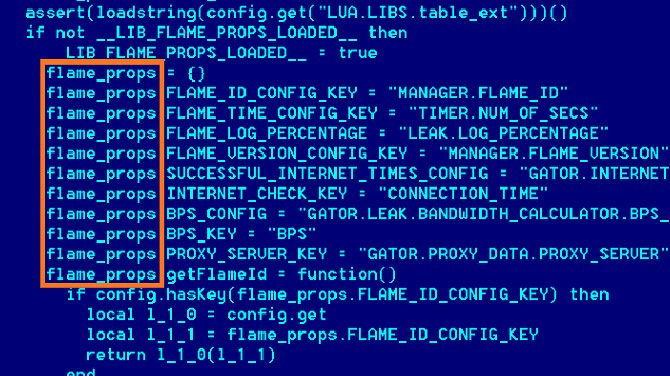 assert(loadstring(config.get("LUA.LIBS.table_ext")))()
if not __LIB_FLAME_PROPS_LOADED__ then
LIB_FLAME_PROPS_LOADED__ = true
flame_props = {}
flame_props FLAME_ID_CONFIG_KEY = "MANAGER.FLAME_ID"
flame_props FLAME_TIME_CONFIG_KEY = "TIMER.NUM_OF_SECS"
flame_props FLAME_LOG_PERCENTAGE = "LEAK.LOG_PERCENTAGE"
flame_props FLAME_VERSION_CONFIG_KEY = "MANAGER.FLAME_VERSION"
flame_props SUCCESSFUL_INTERNET_TIMES_CONFIG = "GATOR.INTERNET
flame_props INTERNET_CHECK_KEY = "CONNECTION_TIME"
flame_props BPS_CONFIG = "GATOR.LEAK.BANDWIDTH_CALCULATOR.BPS_
flame_props BPS_KEY = "BPS"
flame_props PROXY_SERVER_KEY = "GATOR.PROXY_DATA.PROXY_SERVER"
flame_props getFlameId = function()
if config.hasKey(flame_props.FLAME_ID_CONFIG_KEY) then
local l_1_0 = config.get
local l_1_1 = flame_props.FLAME_ID_CONFIG_KEY
return l_1_0(l_1_1)
end